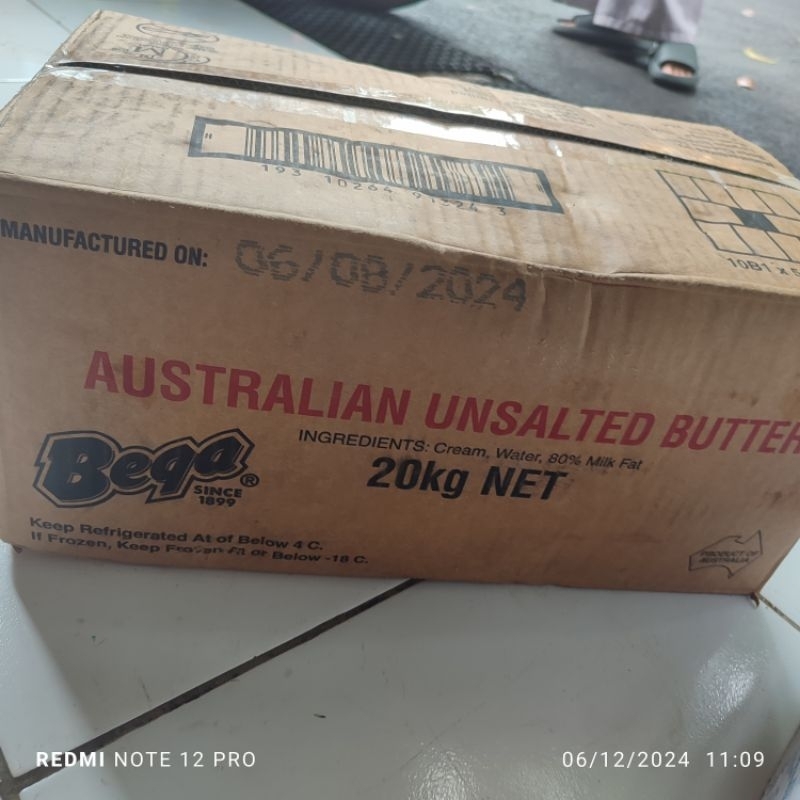 193 10264 91324 3
10B1 x 5
MANUFACTURED ON: 06/08/2024
AUSTRALIAN UNSALTED BUTTER
INGREDIENTS: Cream, Water, 80% Milk Fat
Bega®
SINCE
1899
20kg NET
Keep Refrigerated At of Below 4 C.
If Frozen, Keep Frozen At or Below -18 C.
PRODUCT OF
AUSTRALIA
REDMI NOTE 12 PRO
06/12/2024 11:09